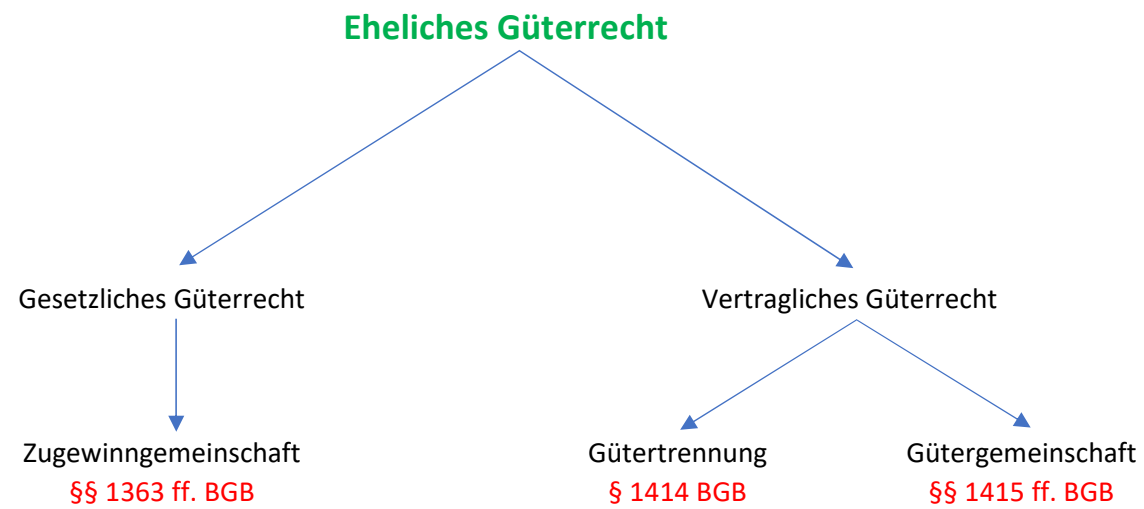 Eheliches Güterrecht
Gesetzliches Güterrecht
Vertragliches Güterrecht
Zugewinngemeinschaft
§§ 1363 ff. BGB
Gütertrennung
§ 1414 BGB
Gütergemeinschaft
§§ 1415 ff. BGB